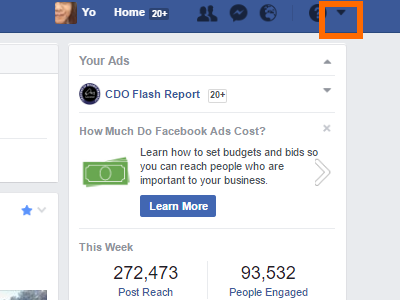 Yo Home 20+
Your Ads
CDO Flash Report 20+
How Much Do Facebook Ads Cost?
Learn how to set budgets and bids so
you can reach people who are
important to your business.
Learn More
This Week
272,473 93,532
Post Reach People Engaged